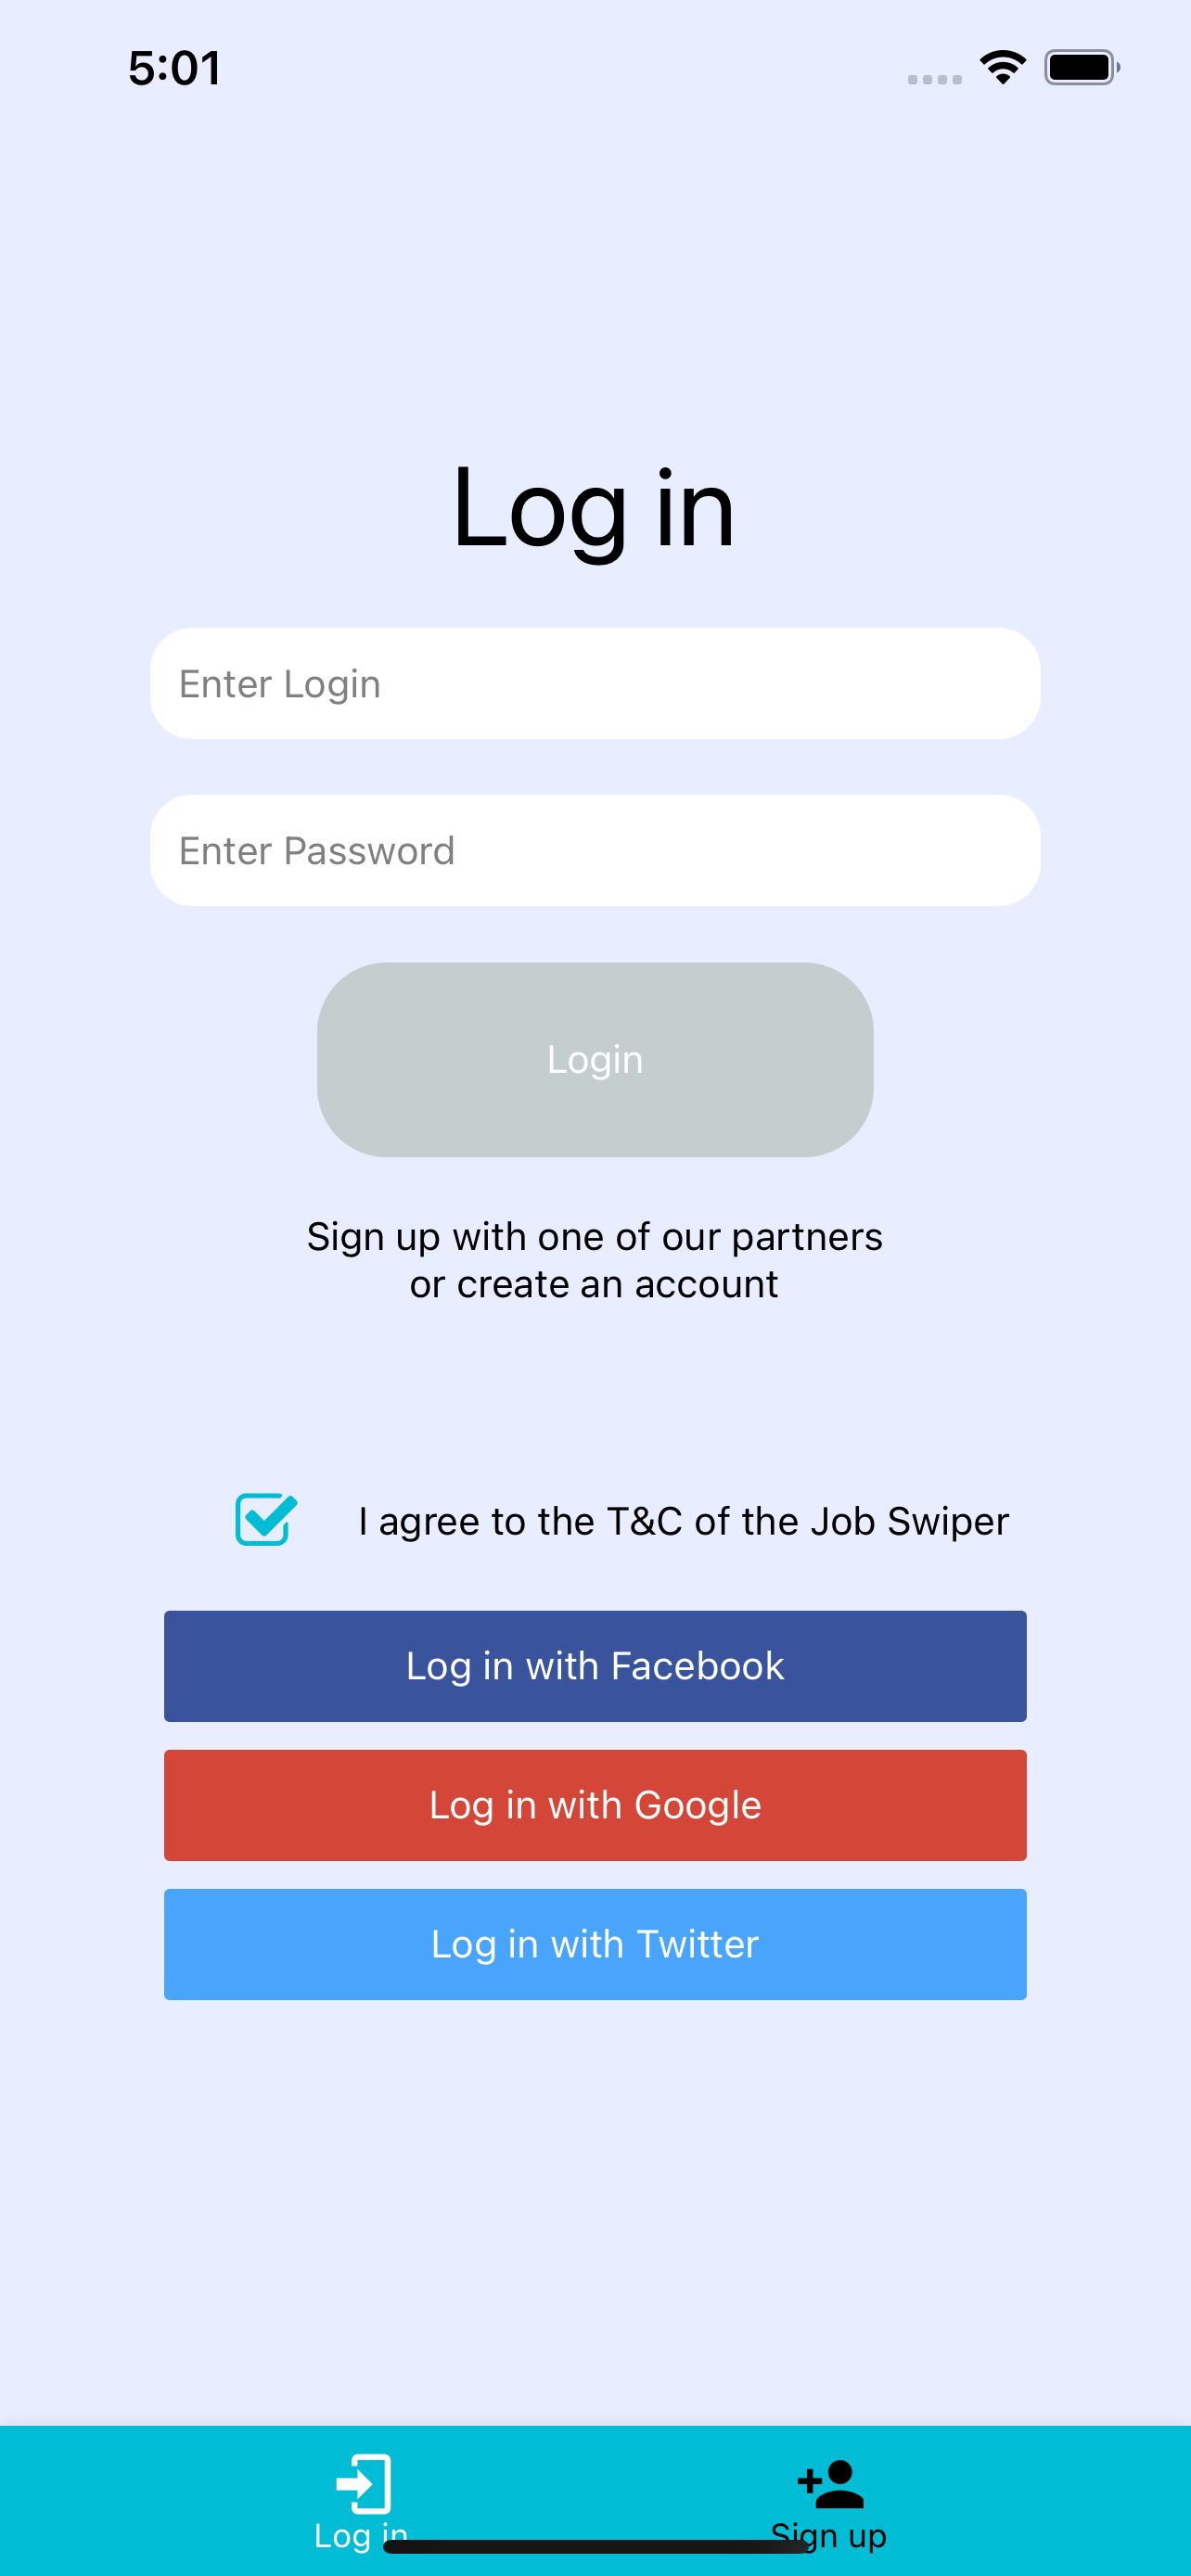 5:01
Log in
Enter Login
Enter Password
Login
Sign up with one of our partners
or create an account
I agree to the T&C of the Job Swiper
Log in with Facebook
Log in with Google
Log in with Twitter
Log in
Sign up